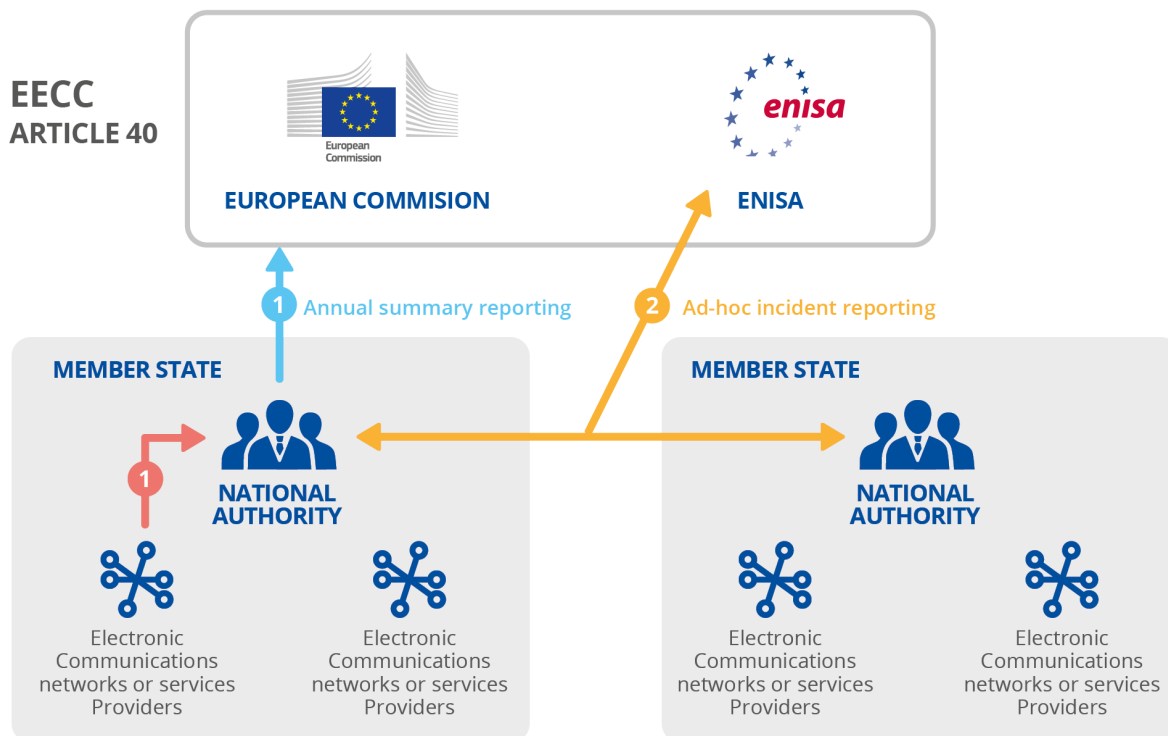 EECC
ARTICLE 40
European
Commission
enisa
EUROPEAN COMMISION
ENISA
1
Annual summary reporting
2
Ad-hoc incident reporting
MEMBER STATE
MEMBER STATE
1
NATIONAL
AUTHORITY
NATIONAL
AUTHORITY
Electronic
Communications
networks or services
Providers
Electronic
Communications
networks or services
Providers
Electronic
Communications
networks or services
Providers
Electronic
Communications
networks or services
Providers